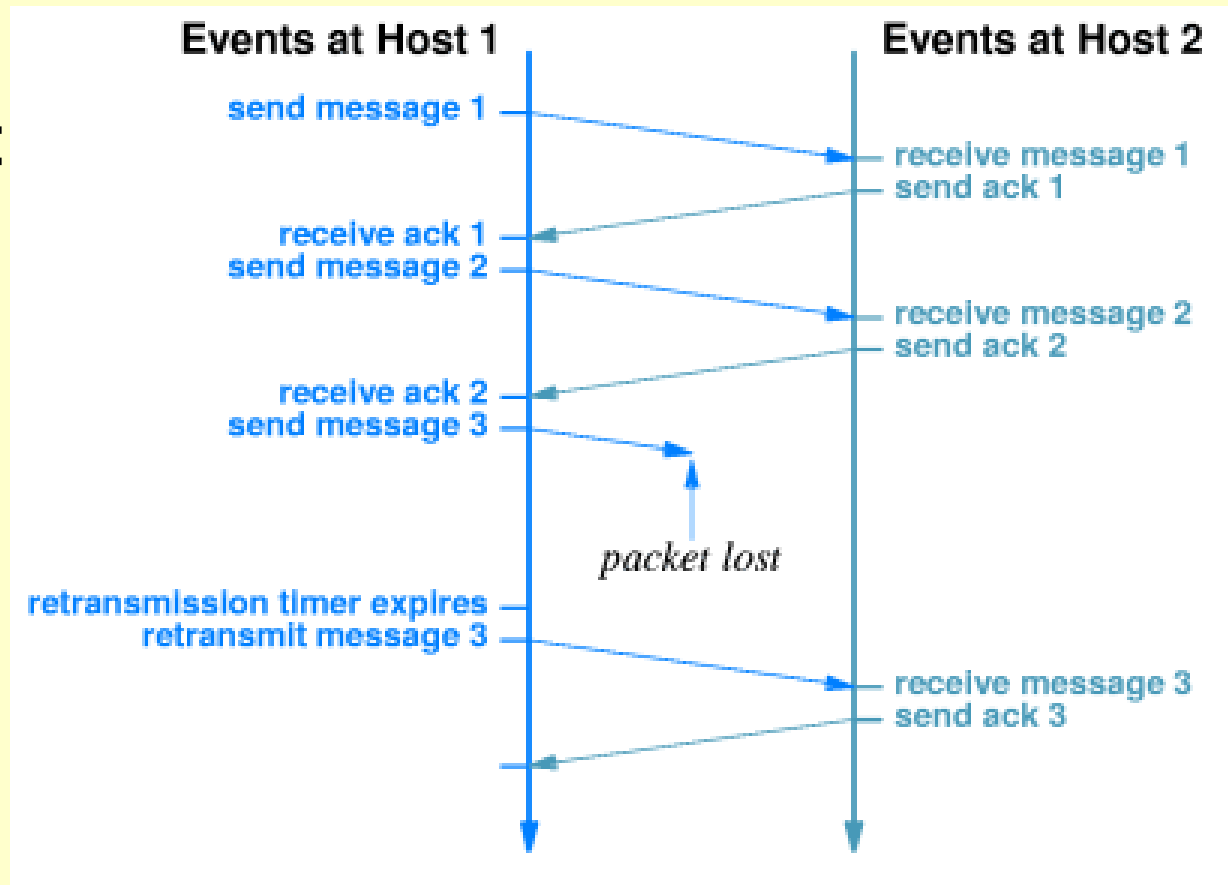 Events at Host 1
Events at Host 2
send message 1
receive message 1
send ack 1
receive ack 1
send message 2
receive message 2
send ack 2
receive ack 2
send message 3
packet lost
retransmission timer expires
retransmit message 3
receive message 3
send ack 3